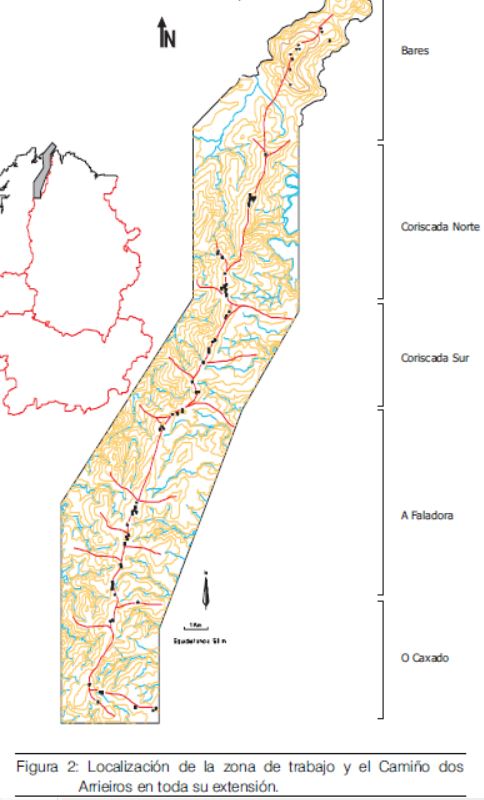 N
Bares
Coriscada Norte
Coriscada Sur
A Faladora
O Caxado
1 Km
Equidistancia 50 m
Figura 2: Localización de la zona de trabajo y el Camiño dos
Arrieiros en toda su extensión.